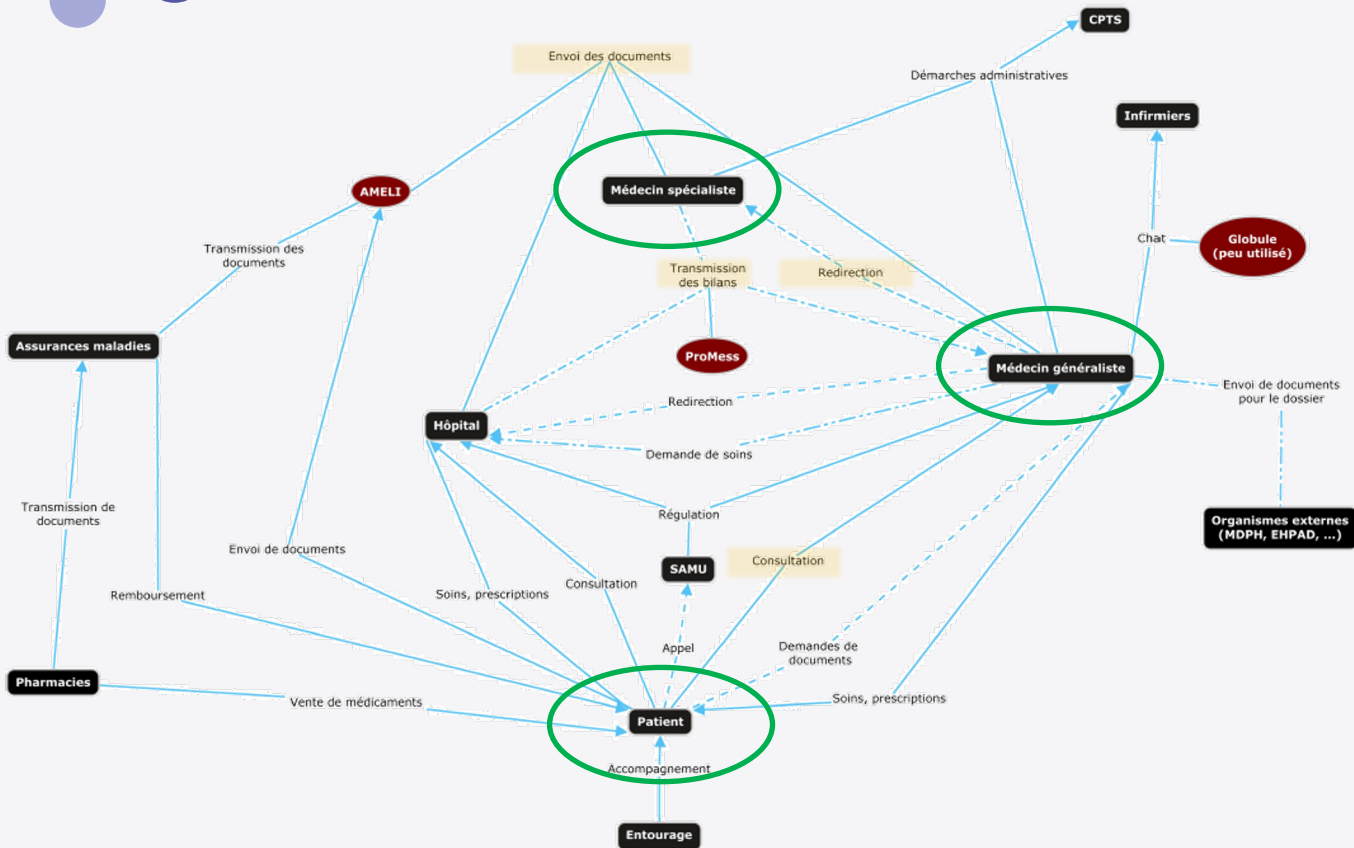 CPTS
Envoi des documents
Démarches administratives
Infirmiers
AMELI
Médecin spécialiste
Chat
Globule
(peu utilisé)
Transmission des
documents
Transmission
des bilans
Redirection
Assurances maladies
ProMess
Médecin généraliste
Envoi de documents
pour le dossier
Redirection
Hôpital
Demande de soins
Transmission de
documents
Régulation
Organismes externes
(MDPH, EHPAD, ...)
Envoi de documents
SAMU
Consultation
Consultation
Remboursement
Soins, prescriptions
Appel
Demandes de
documents
Pharmacies
Vente de médicaments
Soins, prescriptions
Patient
Accompagnement
Entourage